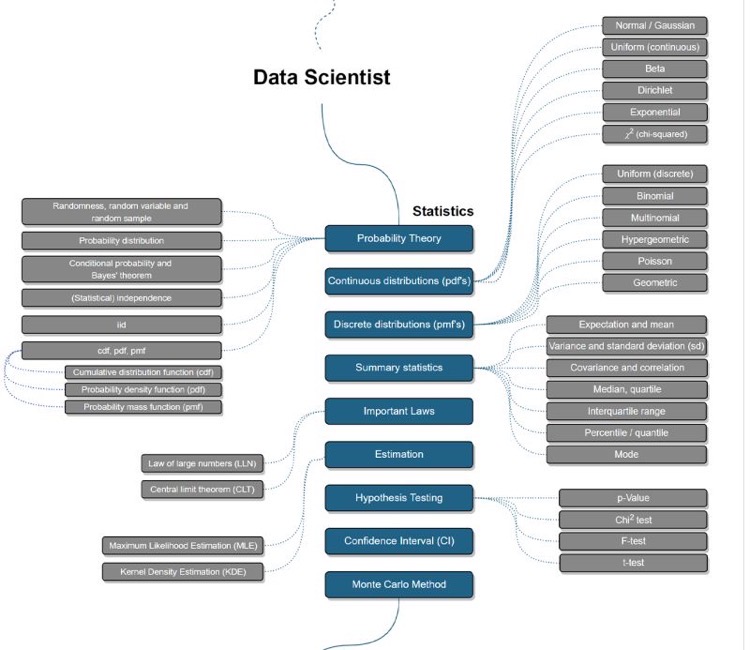 Data Scientist
Statistics
Probability Theory
Continuous distributions (pdf's)
Discrete distributions (pmf's)
Summary statistics
Important Laws
Estimation
Hypothesis Testing
Confidence Interval (CI)
Monte Carlo Method
Randomness, random variable and
random sample
Probability distribution
Conditional probability and
Bayes' theorem
(Statistical) independence
iid
cdf, pdf, pmf
Cumulative distribution function (cdf)
Probability density function (pdf)
Probability mass function (pmf)
Normal / Gaussian
Uniform (continuous)
Beta
Dirichlet
Exponential
χ² (chi-squared)
Uniform (discrete)
Binomial
Multinomial
Hypergeometric
Poisson
Geometric
Expectation and mean
Variance and standard deviation (sd)
Covariance and correlation
Median, quartile
Interquartile range
Percentile / quantile
Mode
Law of large numbers (LLN)
Central limit theorem (CLT)
Maximum Likelihood Estimation (MLE)
Kernel Density Estimation (KDE)
p-Value
Chi² test
F-test
t-test